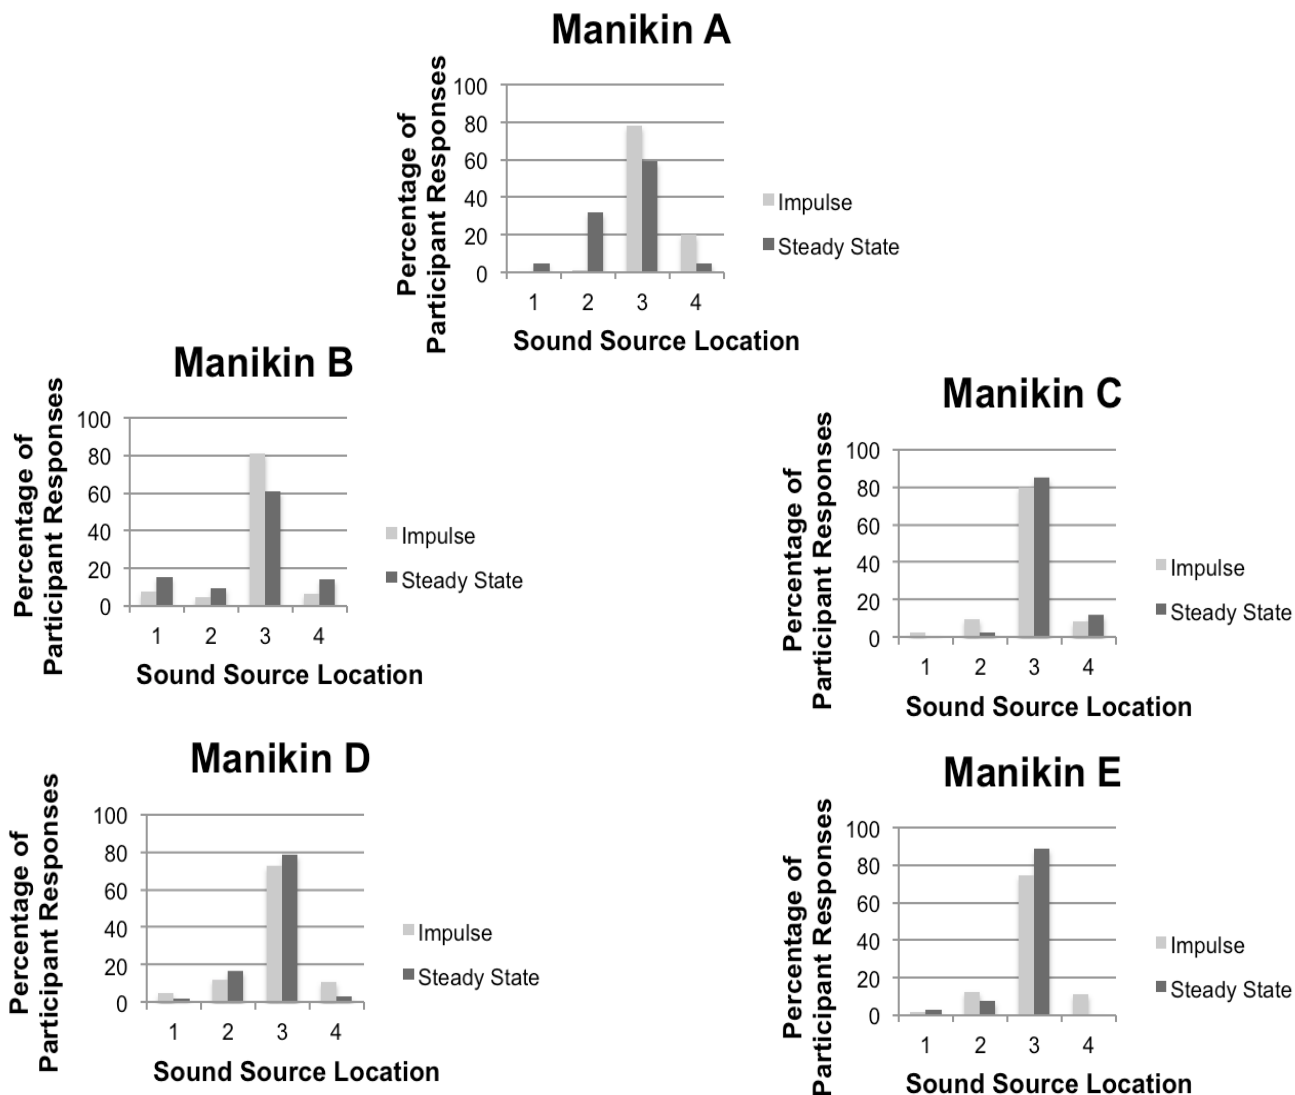 Manikin A
Percentage of
Participant Responses
100
80
60
40
20
0
1 2 3 4
Sound Source Location
Impulse
Steady State
Manikin B
Percentage of
Participant Responses
100
80
60
40
20
0
1 2 3 4
Sound Source Location
Impulse
Steady State
Manikin C
Percentage of
Participant Responses
100
80
60
40
20
0
1 2 3 4
Sound Source Location
Impulse
Steady State
Manikin D
Percentage of
Participant Responses
100
80
60
40
20
0
1 2 3 4
Sound Source Location
Impulse
Steady State
Manikin E
Percentage of
Participant Responses
100
80
60
40
20
0
1 2 3 4
Sound Source Location
Impulse
Steady State